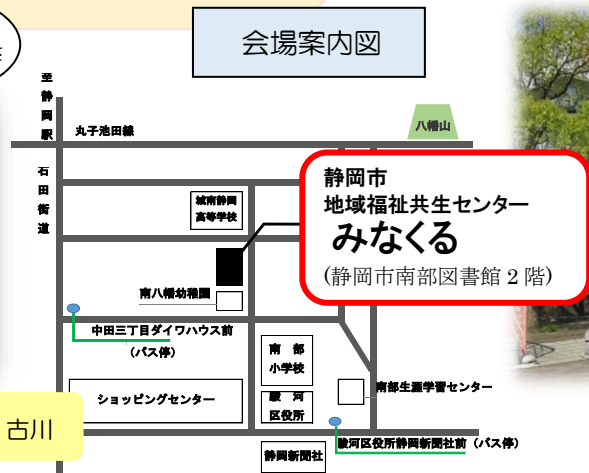 会場案内図
至静岡駅
丸子池田線
八幡山
石田街道
城南静岡
高等学校
静岡市
地域福祉共生センター
みなくる
(静岡市南部図書館 2 階)
南八幡幼稚園
中田三丁目ダイワハウス前
(バス停)
南 部
小学校
ショッピングセンター
駿 河
区役所
南部生涯学習センター
古川
駿河区役所静岡新聞社前 (バス停)
静岡新聞社